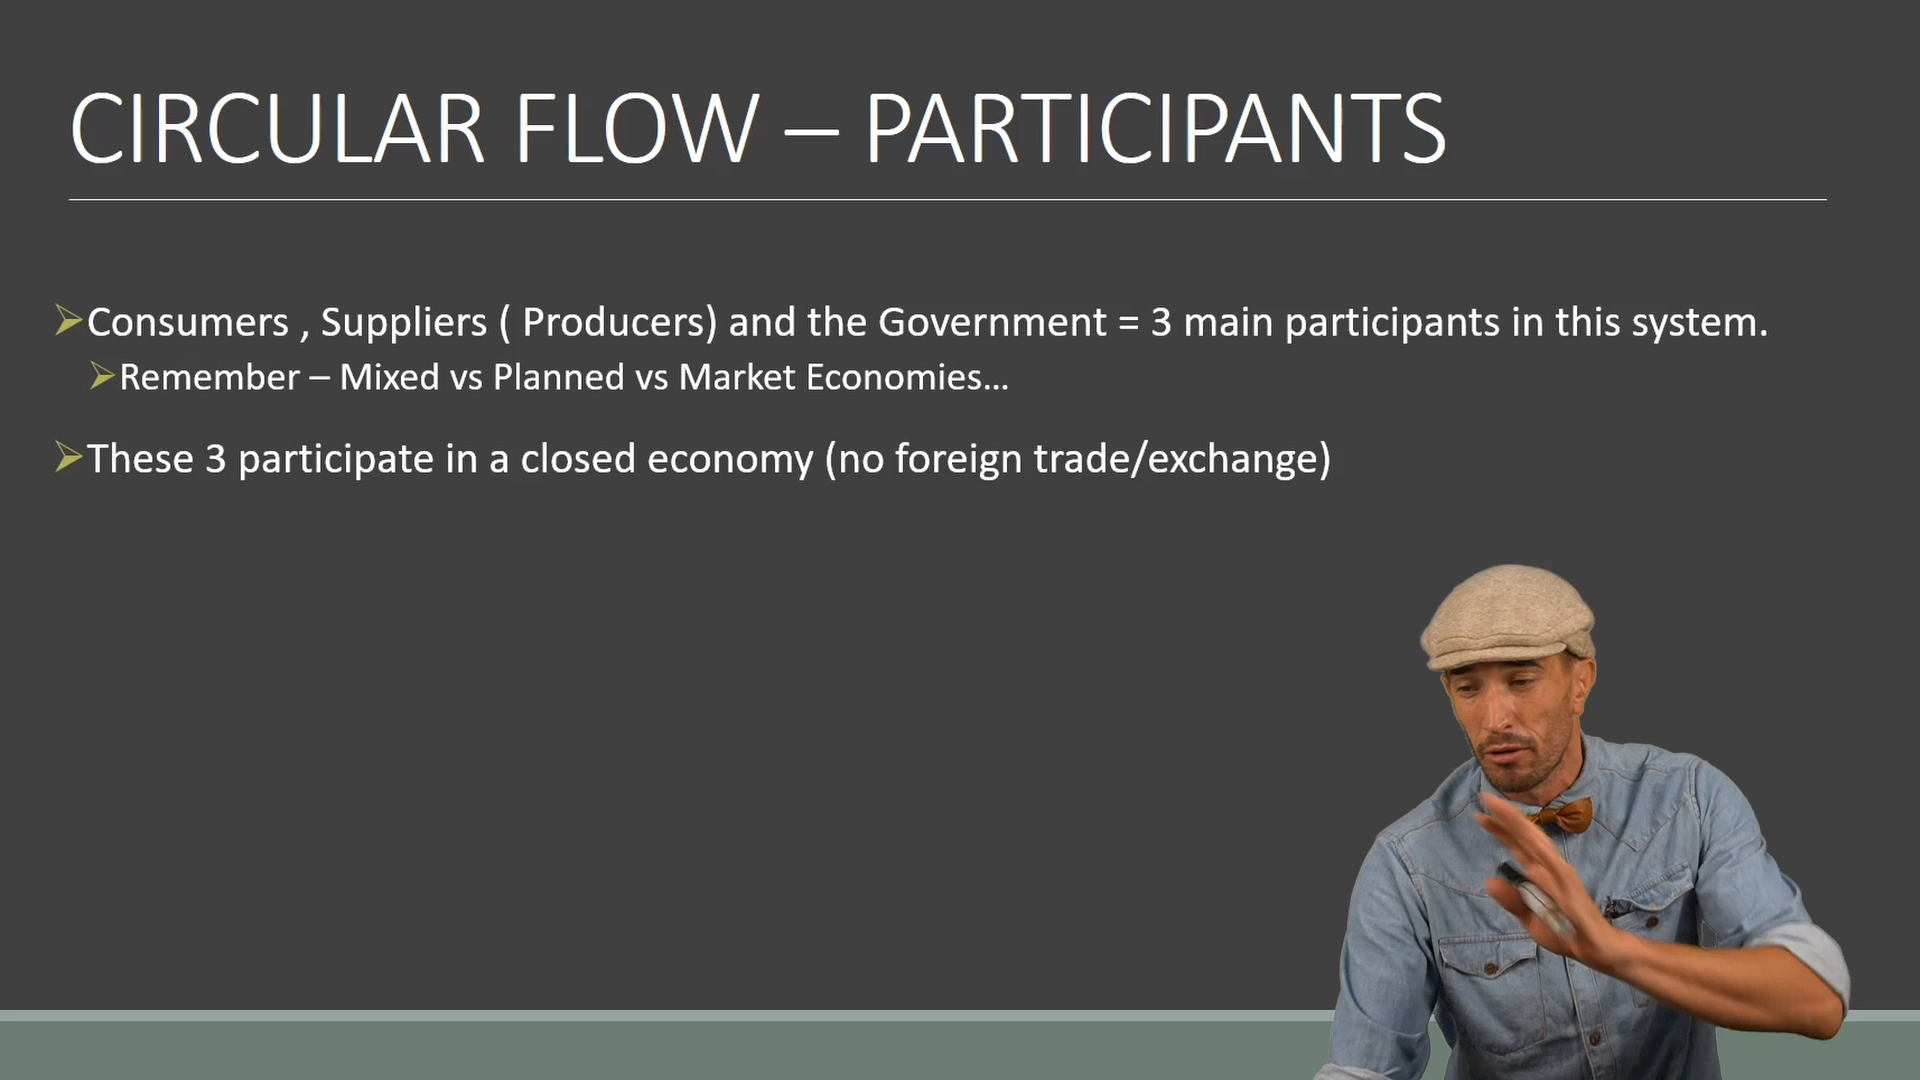 CIRCULAR FLOW – PARTICIPANTS
Consumers , Suppliers ( Producers) and the Government = 3 main participants in this system.
Remember – Mixed vs Planned vs Market Economies...
These 3 participate in a closed economy (no foreign trade/exchange)